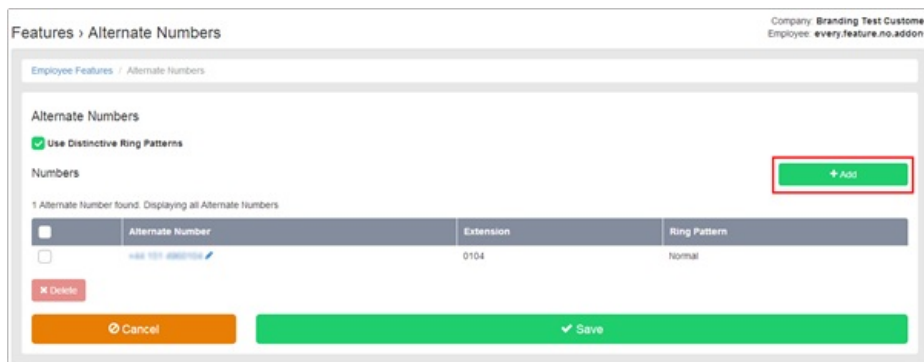 Features › Alternate Numbers
Company: Branding Test Custome
Employee: every.feature.no.addon
Employee Features / Alternate Numbers
Alternate Numbers
Use Distinctive Ring Patterns
Numbers
+ Add
1 Alternate Number found. Displaying all Alternate Numbers
Alternate Number Extension Ring Pattern
0104 Normal
Delete
Cancel
Save